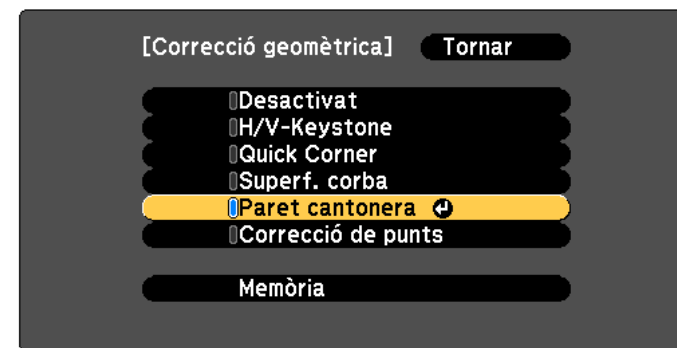 [Correcció geomètrica] Tornar
Desactivat
H/V-Keystone
Quick Corner
Superf. corba
Paret cantonera
Correcció de punts
Memòria